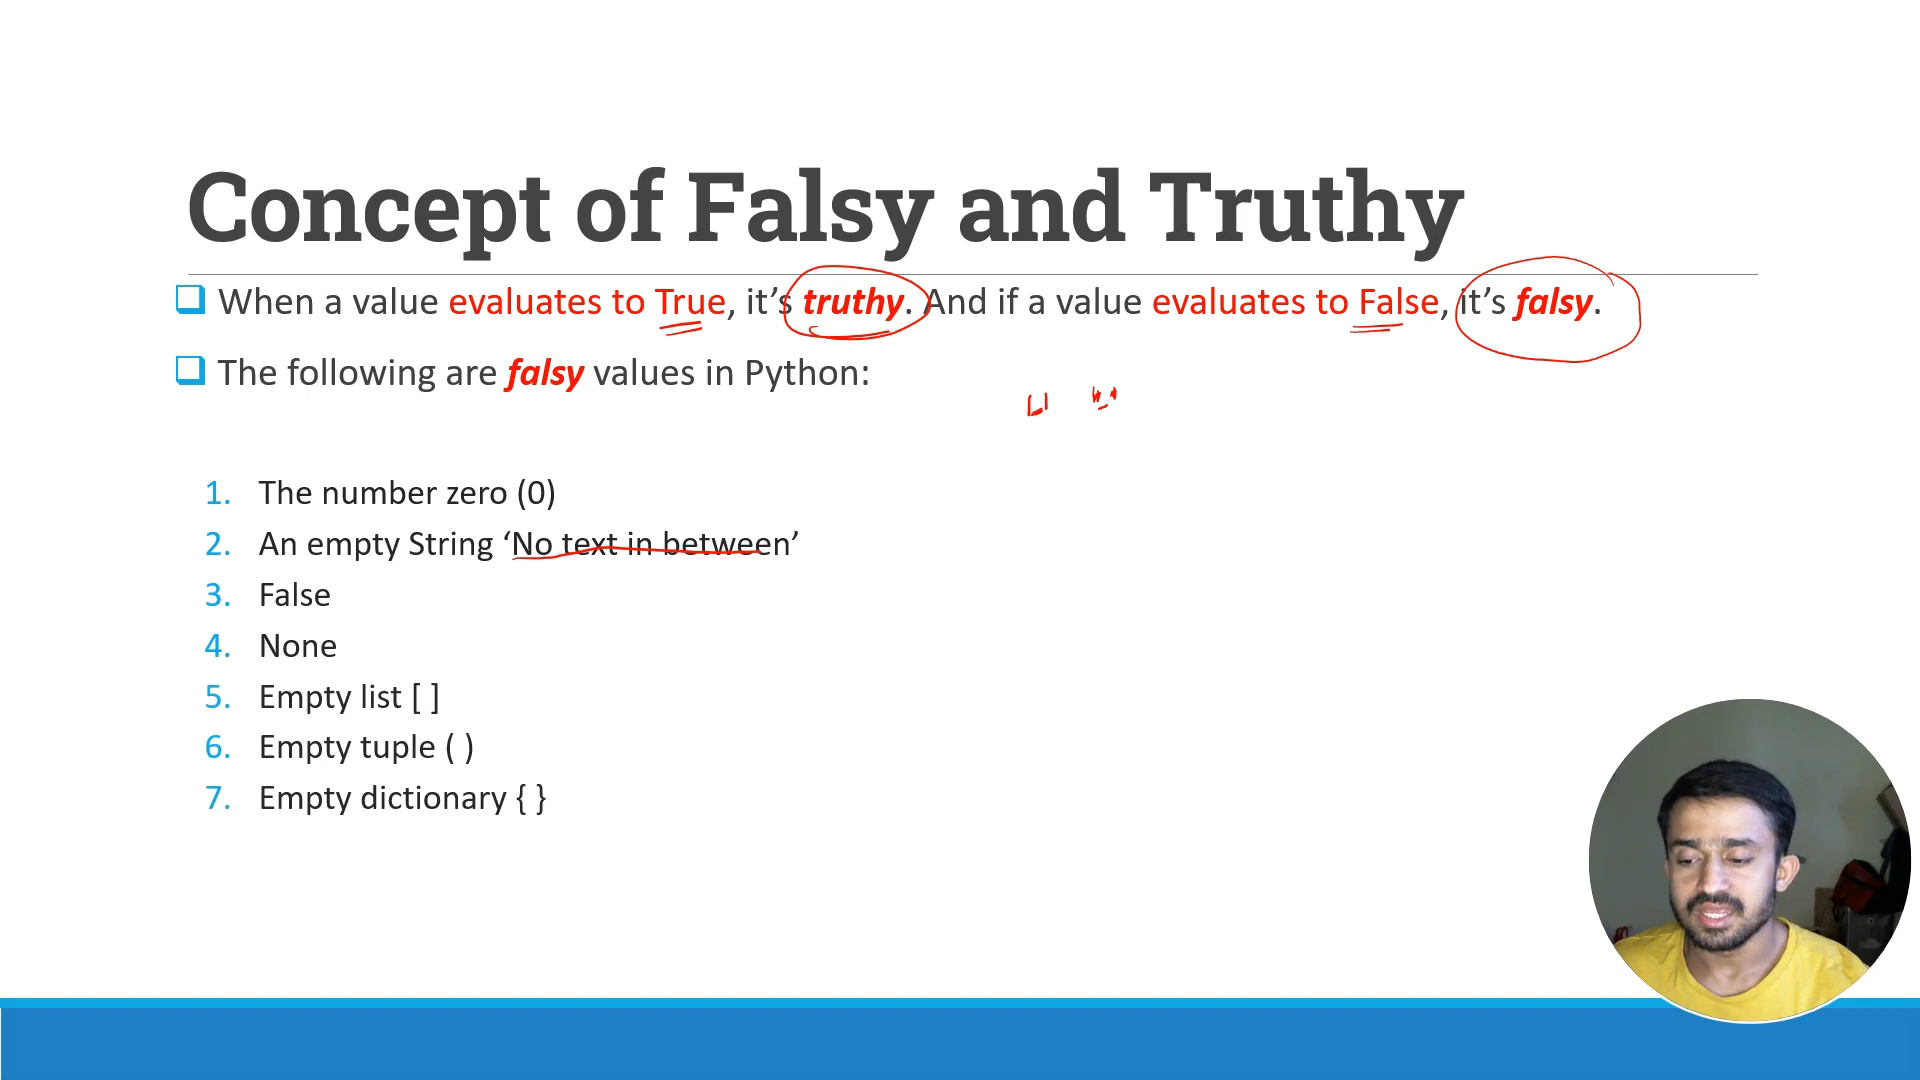 Concept of Falsy and Truthy
When a value evaluates to True, it’s truthy. And if a value evaluates to False, it’s falsy.
The following are falsy values in Python:
1. The number zero (0)
2. An empty String ‘No text in between’
3. False
4. None
5. Empty list [ ]
6. Empty tuple ( )
7. Empty dictionary { }